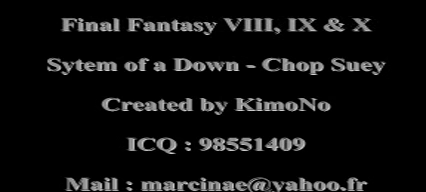 Final Fantasy VIII, IX & X
Sytem of a Down - Chop Suey
Created by KimoNo
ICQ : 98551409
Mail : marcinae@yahoo.fr